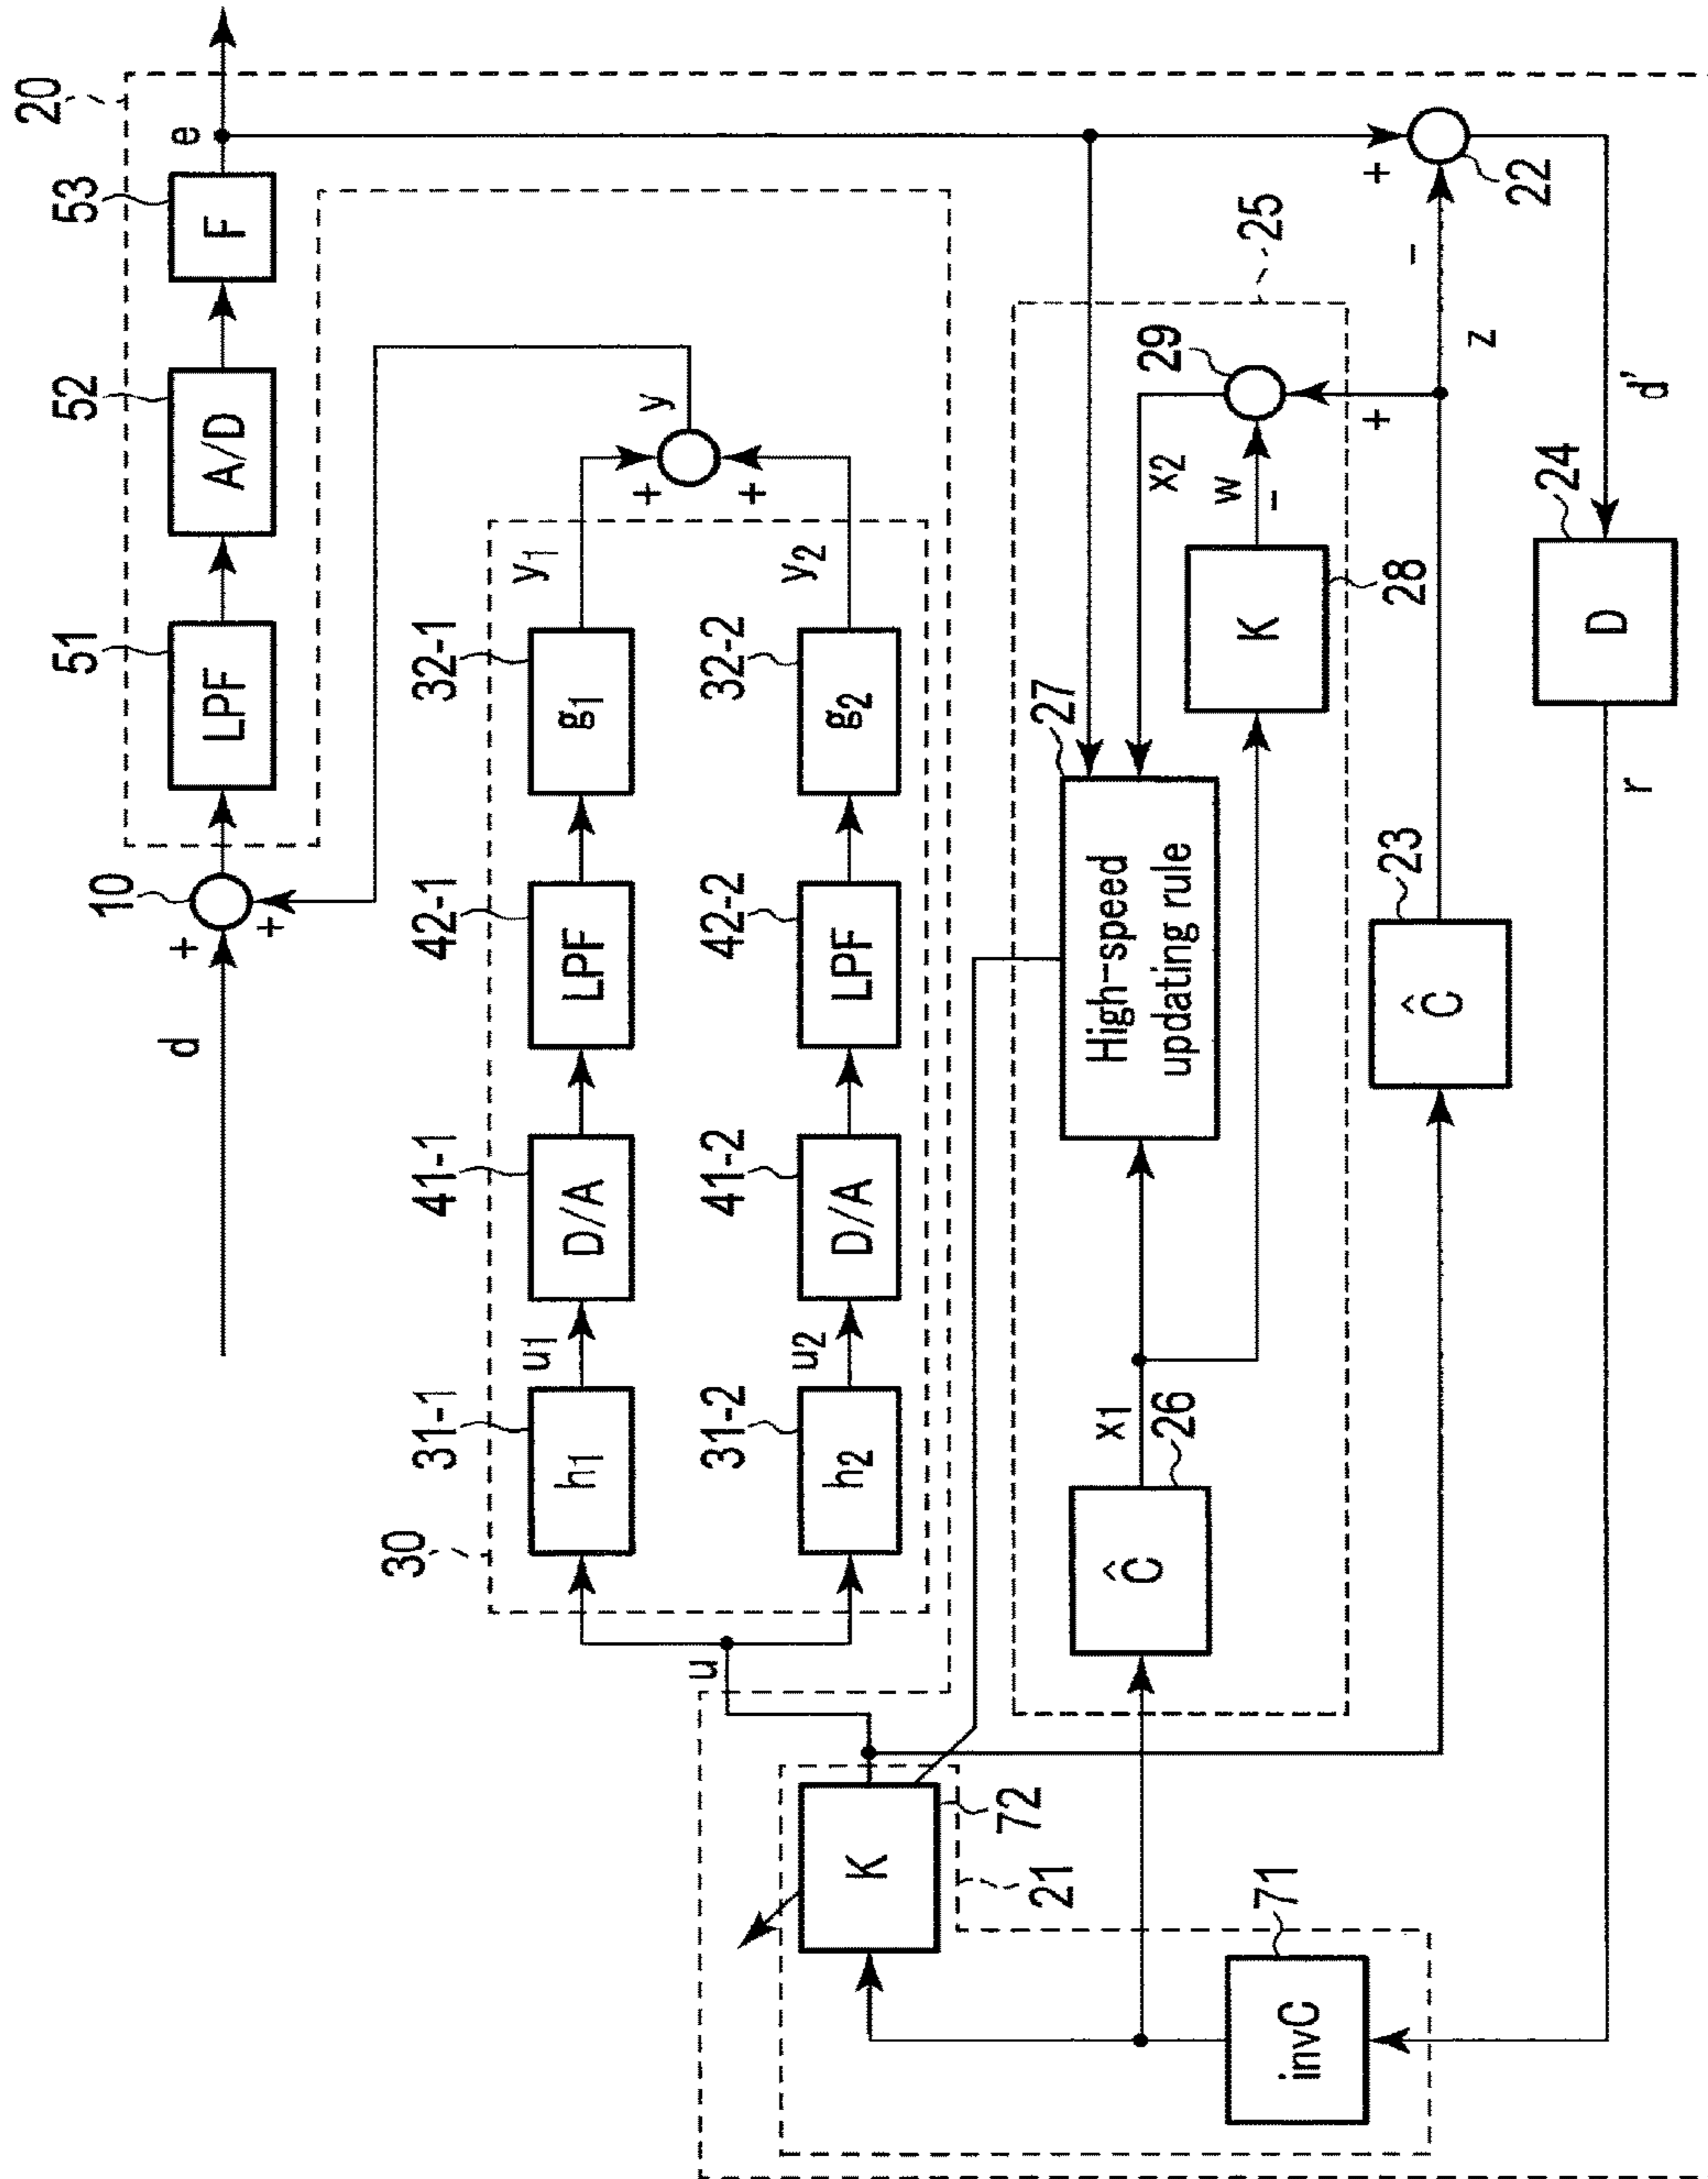 20
e
53
F
52
A/D
51
LPF
10
+
+
d
y
+
+
y1
y2
32-1
g1
32-2
g2
42-1
LPF
42-2
LPF
41-1
D/A
41-2
D/A
u1
u2
31-1
h1
31-2
h2
30
u
25
29
x2
w
-
+
28
K
27
High-speed
updating rule
x1
26
Ĉ
+
-
22
z
d'
23
Ĉ
24
D
r
72
K
21
71
invC